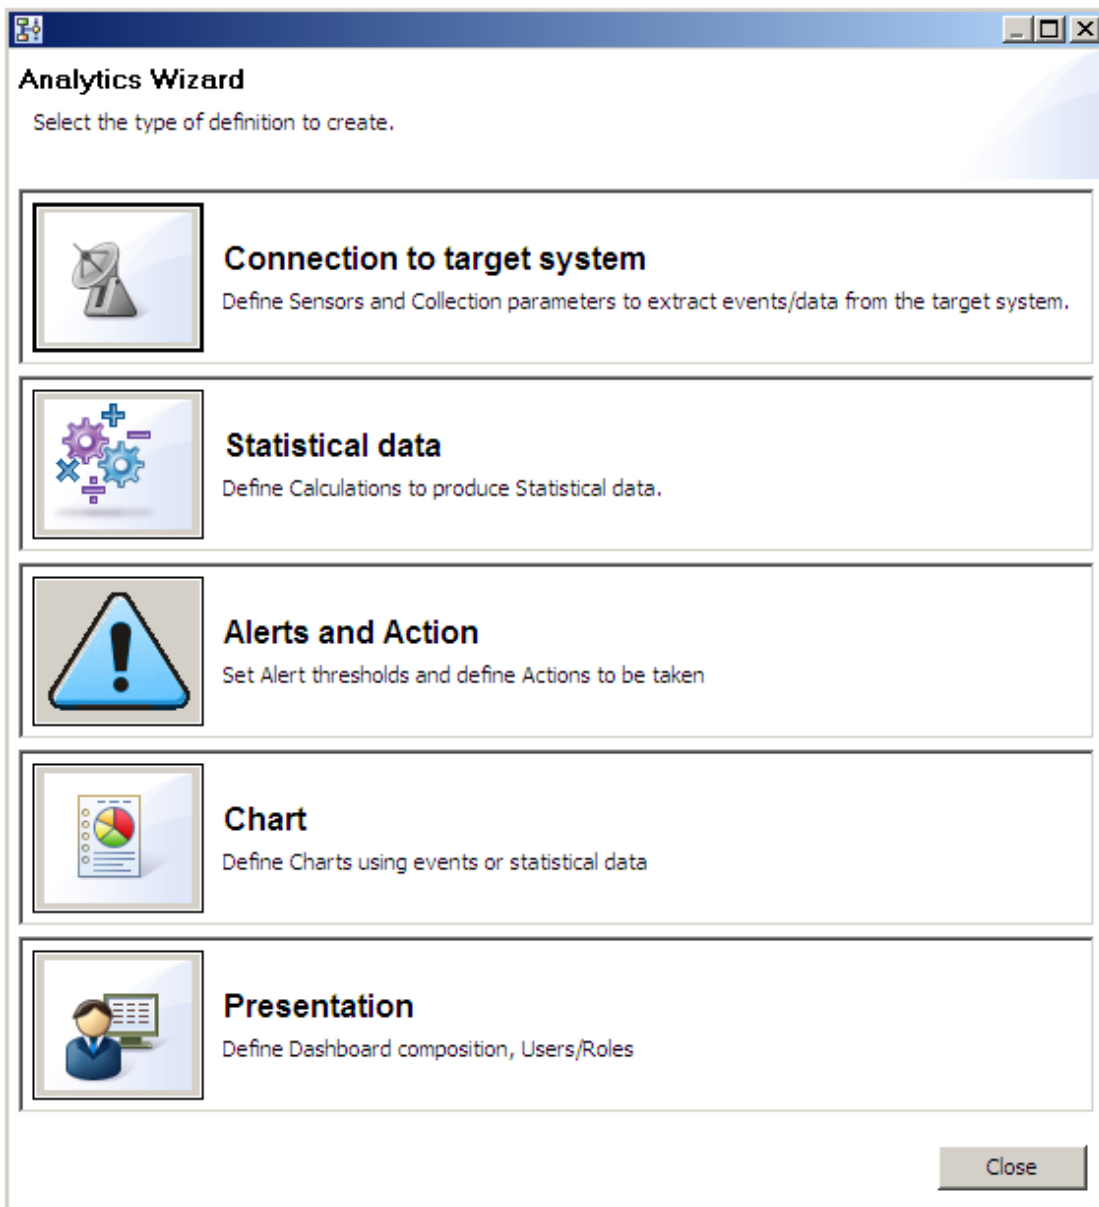 Analytics Wizard
Select the type of definition to create.
Connection to target system
Define Sensors and Collection parameters to extract events/data from the target system.
Statistical data
Define Calculations to produce Statistical data.
Alerts and Action
Set Alert thresholds and define Actions to be taken
Chart
Define Charts using events or statistical data
Presentation
Define Dashboard composition, Users/Roles
Close